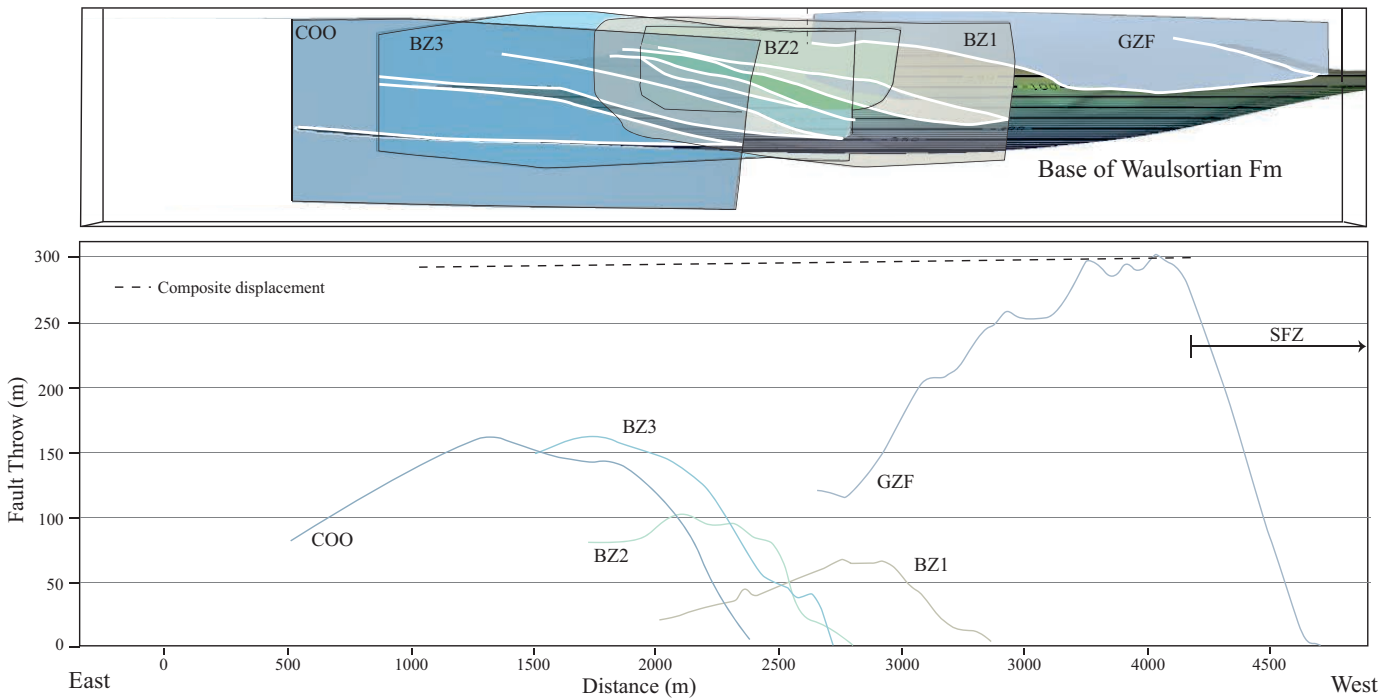 COO
BZ3
BZ2
BZ1
GZF
-100
Base of Waulsortian Fm
300
250
200
150
100
50
0
Fault Throw (m)
Composite displacement
SFZ
BZ3
GZF
COO
BZ2
BZ1
0 500 1000 1500 2000 2500 3000 3000 4000 4500
East Distance (m) West